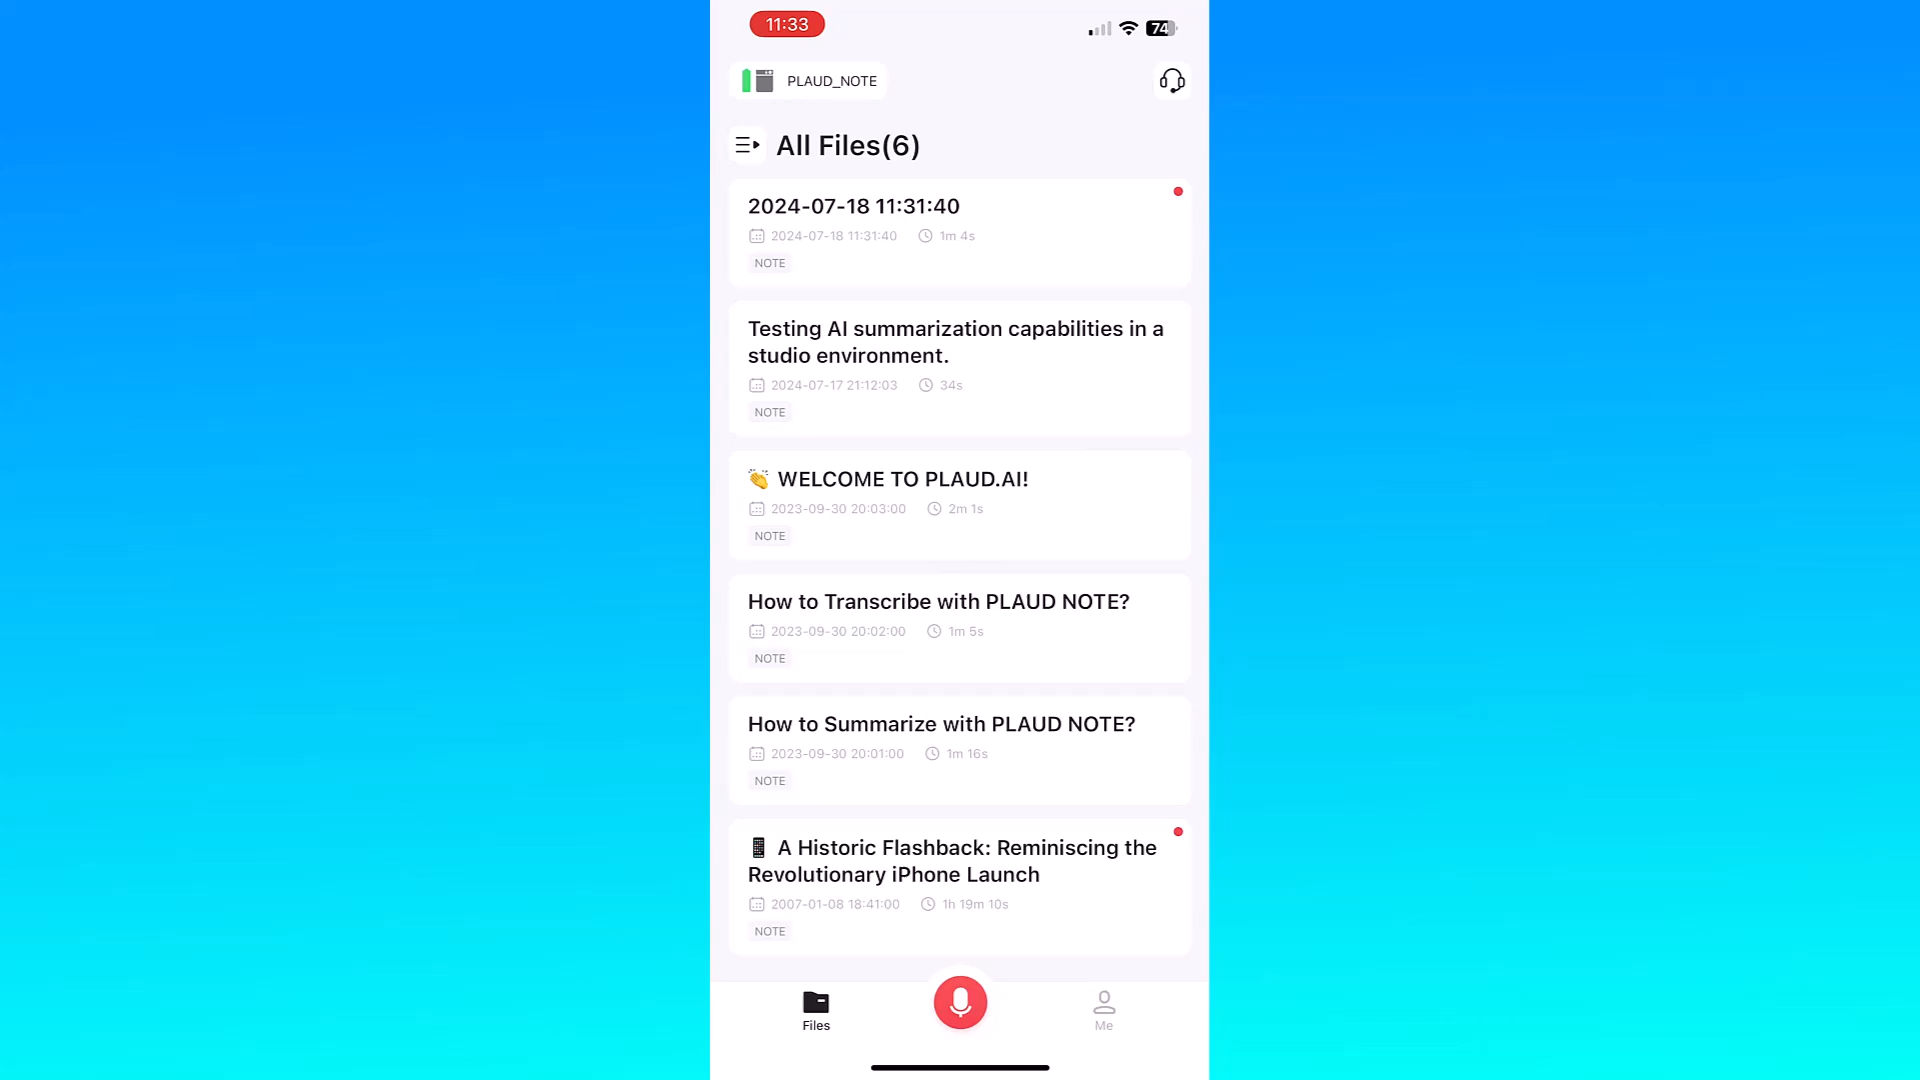 11:33
74
PLAUD_NOTE
All Files(6)
2024-07-18 11:31:40
2024-07-18 11:31:40 1m 4s
NOTE
Testing AI summarization capabilities in a
studio environment.
2024-07-17 21:12:03 34s
NOTE
👏 WELCOME TO PLAUD.AI!
2023-09-30 20:03:00 2m 1s
NOTE
How to Transcribe with PLAUD NOTE?
2023-09-30 20:02:00 1m 5s
NOTE
How to Summarize with PLAUD NOTE?
2023-09-30 20:01:00 1m 16s
NOTE
📱 A Historic Flashback: Reminiscing the
Revolutionary iPhone Launch
2007-01-08 18:41:00 1h 19m 10s
NOTE
Files
Me